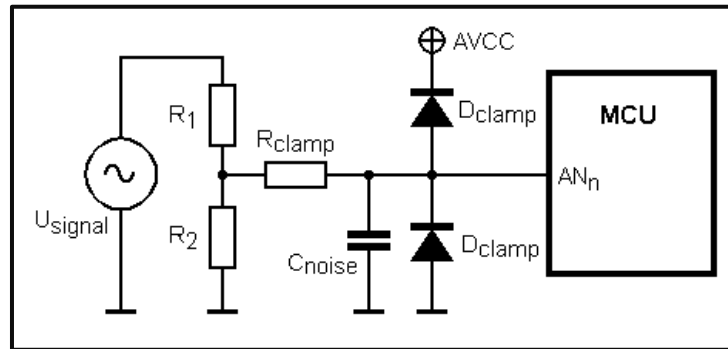 AVCC
R1
Dclamp
MCU
Rclamp
ANn
Usignal
R2
Cnoise
Dclamp